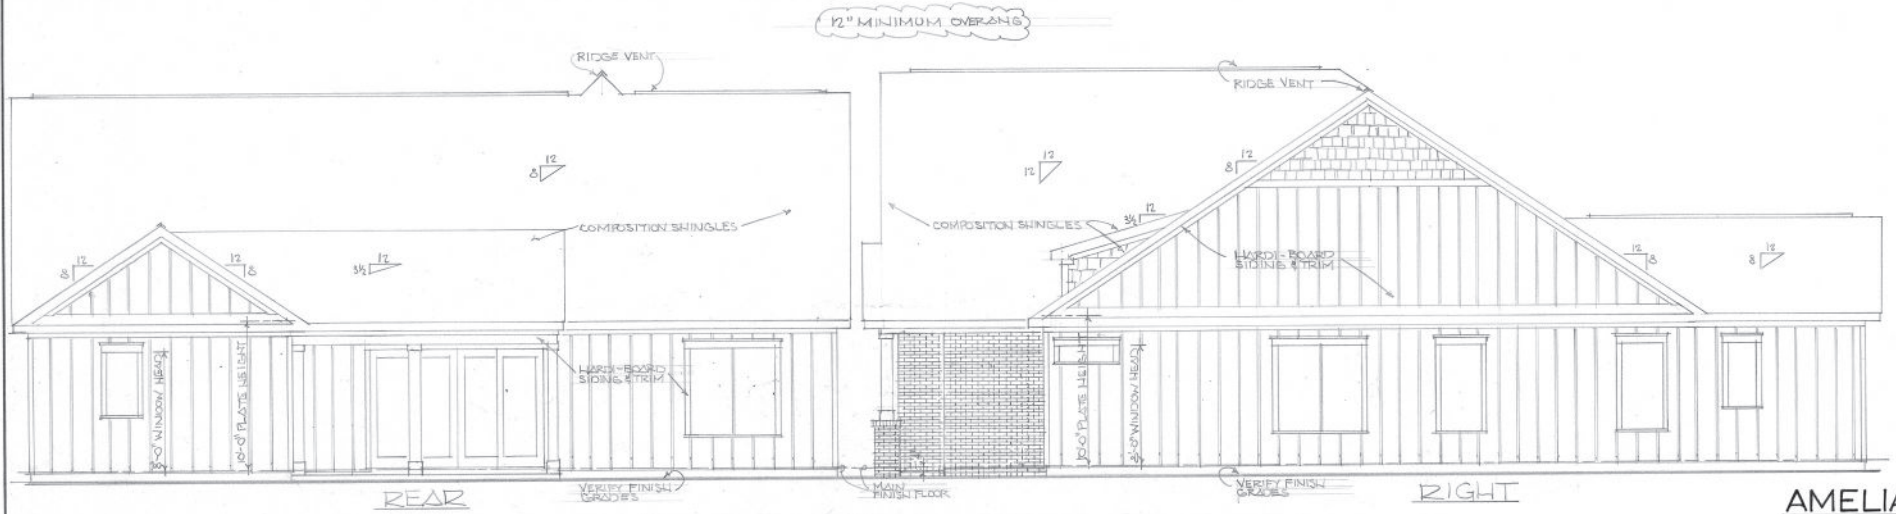 12" MINIMUM OVERANG
RIDGE VENT
12
8
COMPOSITION SHINGLES
12
8
12
8
12
3½
HARDI-BOARD
SIDING & TRIM
8'-0" WINDOW HEAD
10'-0" PLATE HEIGHT
VERIFY FINISH
GRADES
MAIN
FINISH FLOOR
REAR
RIDGE VENT
12
12
12
8
12
3½
COMPOSITION SHINGLES
HARDI-BOARD
SIDING & TRIM
12
8
12
8
10'-0" PLATE HEIGHT
8'-0" WINDOW HEAD
VERIFY FINISH
GRADES
RIGHT
AMELIA